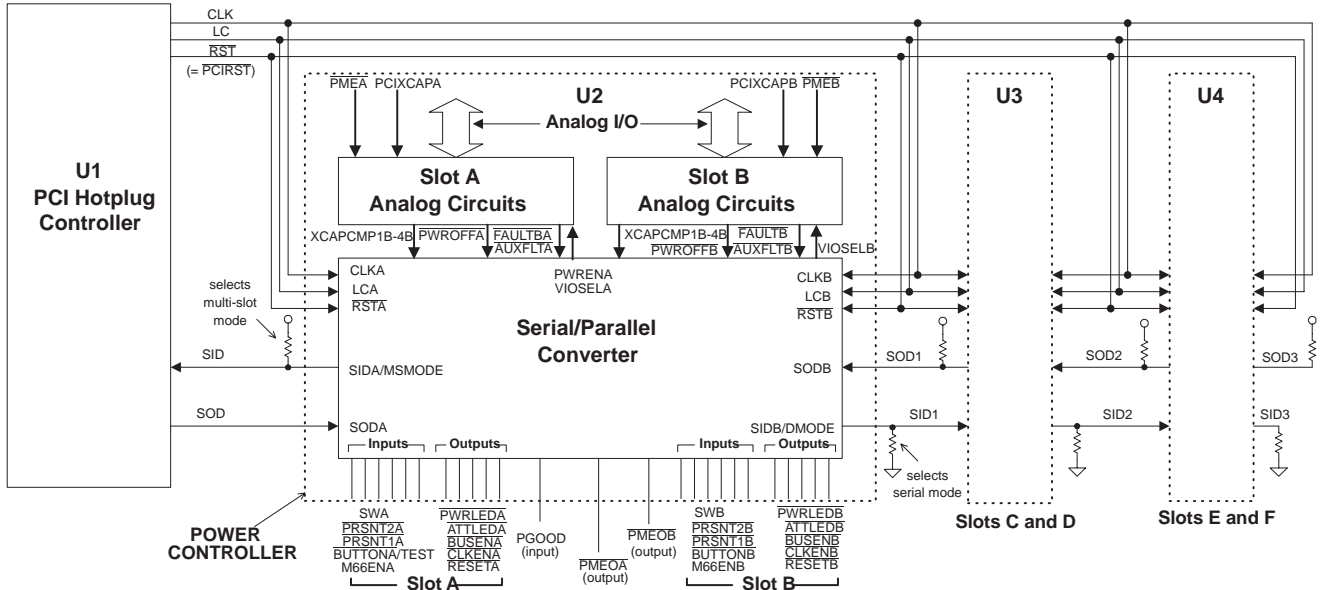 CLK
LC
RST
(= PCIRST)
U1
PCI Hotplug
Controller
PMEA PCIXCAPA
U2
PCIXCAPB PMEB
Analog I/O
U3
U4
Slot A
Analog Circuits
Slot B
Analog Circuits
XCAPCMP1B-4B PWROFFA FAULTBA
AUXFLTA
XCAPCMP1B-4B FAULTB
PWROFFB AUXFLTB VIOSELB
CLKA
LCA
RSTA
PWRENA
VIOSELA
CLKB
LCB
RSTB
selects
multi-slot
mode
Serial/Parallel
Converter
SID
SIDA/MSMODE
SODB
SOD1
SOD2
SOD3
SOD
SODA
SIDB/DMODE
SID1
SID2
SID3
Inputs Outputs
Inputs Outputs
selects
serial mode
POWER
CONTROLLER
SWA
PRSNT2A
PRSNT1A
BUTTONA/TEST
M66ENA
PWRLEDA
ATTLEDA
BUSENA
CLKENA
RESETA
Slot A
PGOOD
(input)
PMEOA
(output)
PMEOB
(output)
SWB
PRSNT2B
PRSNT1B
BUTTONB
M66ENB
PWRLEDB
ATTLEDB
BUSENB
CLKENB
RESETB
Slot B
Slots C and D
Slots E and F